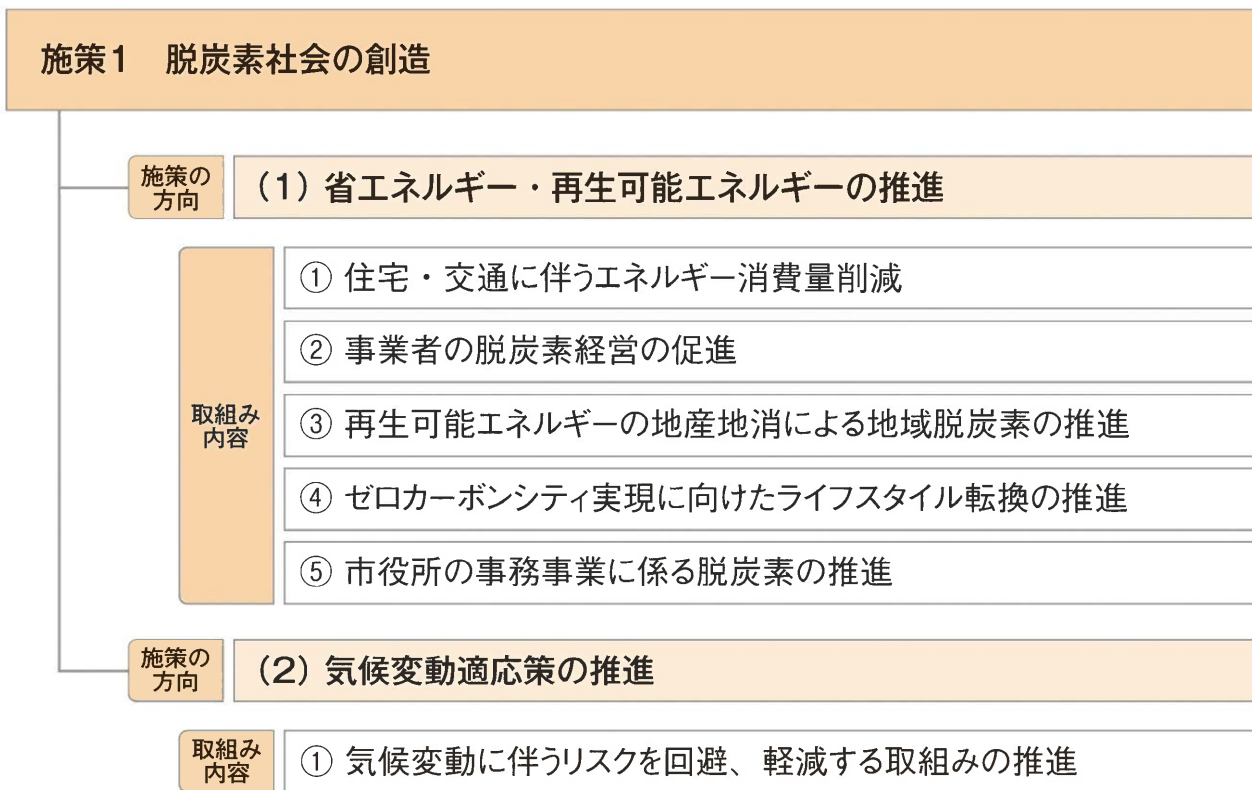 施策1 脱炭素社会の創造
施策の
方向
(1) 省エネルギー・再生可能エネルギーの推進
取組み
内容
① 住宅・交通に伴うエネルギー消費量削減
② 事業者の脱炭素経営の促進
③ 再生可能エネルギーの地産地消による地域脱炭素の推進
④ ゼロカーボンシティ実現に向けたライフスタイル転換の推進
⑤ 市役所の事務事業に係る脱炭素の推進
施策の
方向
(2) 気候変動適応策の推進
取組み
内容
① 気候変動に伴うリスクを回避、軽減する取組みの推進